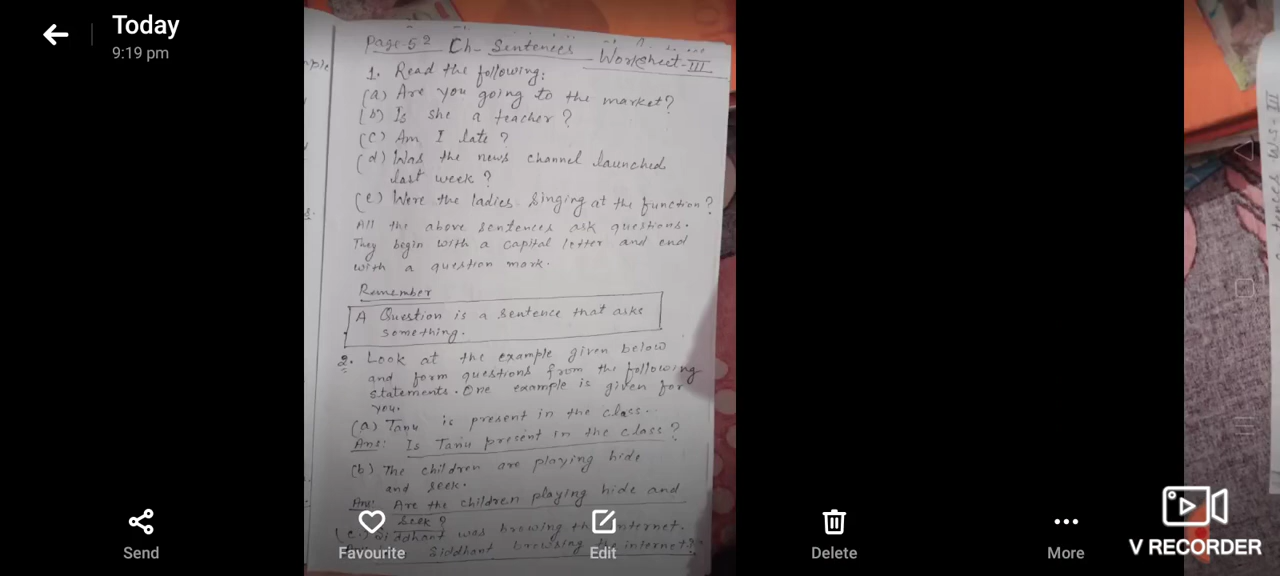 Today
9:19 pm
Page-52 Ch- Sentences Worksheet-III
1. Read the following:
(a) Are you going to the market?
(b) Is she a teacher?
(c) Am I late?
(d) Was the news channel launched
last week?
(e) Were the ladies singing at the function?
All the above sentences ask questions.
They begin with a capital letter and end
with a question mark.
Remember
A Question is a sentence that asks
something.
2. Look at the example given below
and form questions from the following
statements. One example is given for
you.
(a) Tanu is present in the class.
Ans: Is Tanu present in the class?
(b) The children are playing hide
and seek.
Ans: Are the children playing hide and
seek?
(c) Siddhant was browing the internet.
Siddhant browsing the internet?
Send
Favourite
Edit
Delete
More
V RECORDER